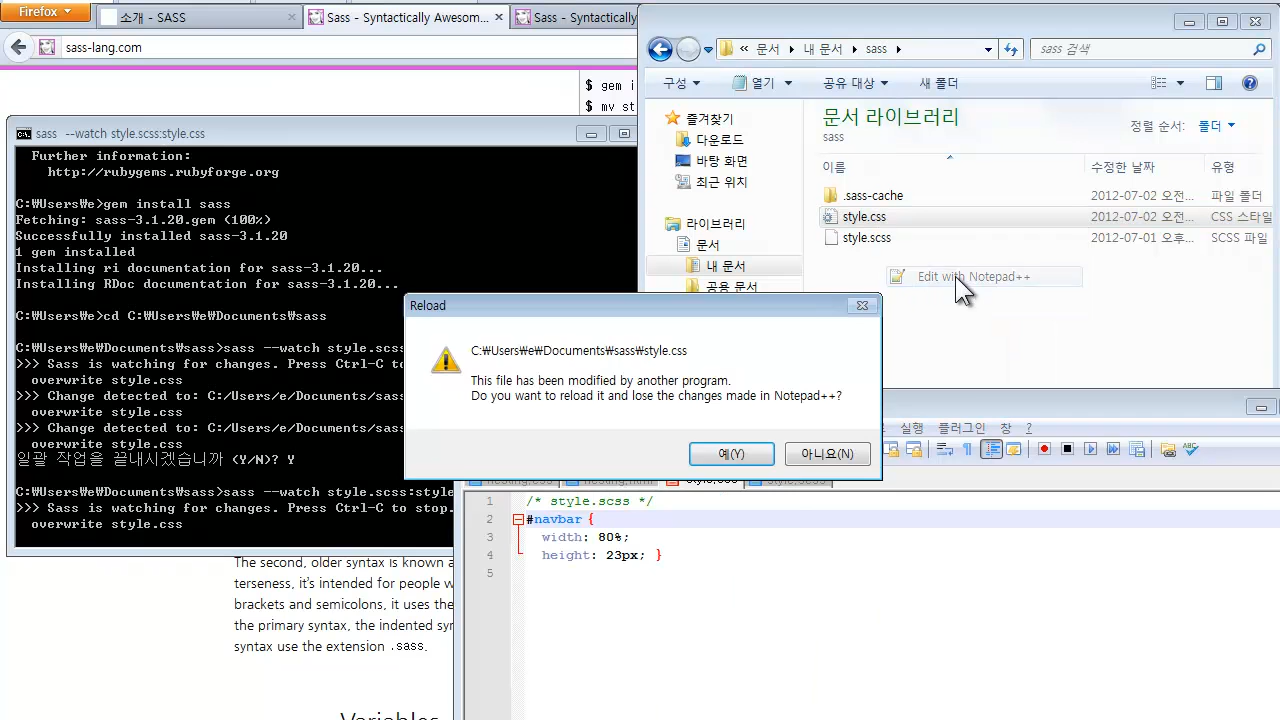 Firefox
소개 - SASS
Sass - Syntactically Awesom...
Sass - Syntactically
sass-lang.com
$ gem i
$ mv st
sass --watch style.scss:style.css
Further information:
http://rubygems.rubyforge.org
C:₩Users₩e>gem install sass
Fetching: sass-3.1.20.gem (100%)
Successfully installed sass-3.1.20
1 gem installed
Installing ri documentation for sass-3.1.20...
Installing RDoc documentation for sass-3.1.20...
C:₩Users₩e>cd C:₩Users₩e₩Documents₩sass
C:₩Users₩e₩Documents₩sass>sass --watch style.scss
>>> Sass is watching for changes. Press Ctrl-C to
overwrite style.css
>>> Change detected to: C:/Users/e/Documents/sas
overwrite style.css
>>> Change detected to: C:/Users/e/Documents/sas
overwrite style.css
일괄 작업을 끝내시겠습니까 (Y/N)? Y
C:₩Users₩e₩Documents₩sass>sass --watch style.scss:style
>>> Sass is watching for changes. Press Ctrl-C to stop.
overwrite style.css
The second, older syntax is known a
terseness, it's intended for people w
brackets and semicolons, it uses the
the primary syntax, the indented syn
syntax use the extension .sass.
Variables
« 문서 ▸ 내 문서 ▸ sass ▸
sass 검색
구성
열기
공유 대상
새 폴더
즐겨찾기
다운로드
바탕 화면
최근 위치
라이브러리
문서
내 문서
공용 문서
문서 라이브러리
sass
정렬 순서: 폴더
이름
수정한 날짜
유형
.sass-cache
2012-07-02 오전...
파일 폴더
style.css
2012-07-02 오전...
CSS 스타일
style.scss
2012-07-01 오후...
SCSS 파일
Edit with Notepad++
Reload
C:₩Users₩e₩Documents₩sass₩style.css
This file has been modified by another program.
Do you want to reload it and lose the changes made in Notepad++?
예(Y)
아니요(N)
실행 플러그인 창 ?
1 /* style.scss */
2 #navbar {
3 width: 80%;
4 height: 23px; }
5